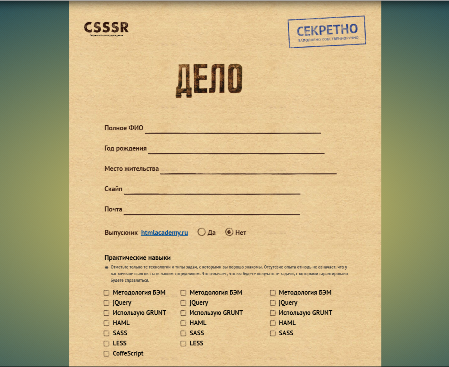 CSSSR
СЕКРЕТНО
ДЕЛО
Полное ФИО
Год рождения
Место жительства
Скайп
Почта
Выпускник htmlacademy.ru Да Нет
Практические навыки
Методология БЭМ Методология БЭМ Методология БЭМ
jQuery jQuery jQuery
Использую GRUNT Использую GRUNT Использую GRUNT
HAML HAML HAML
SASS SASS SASS
LESS LESS
CoffeScript